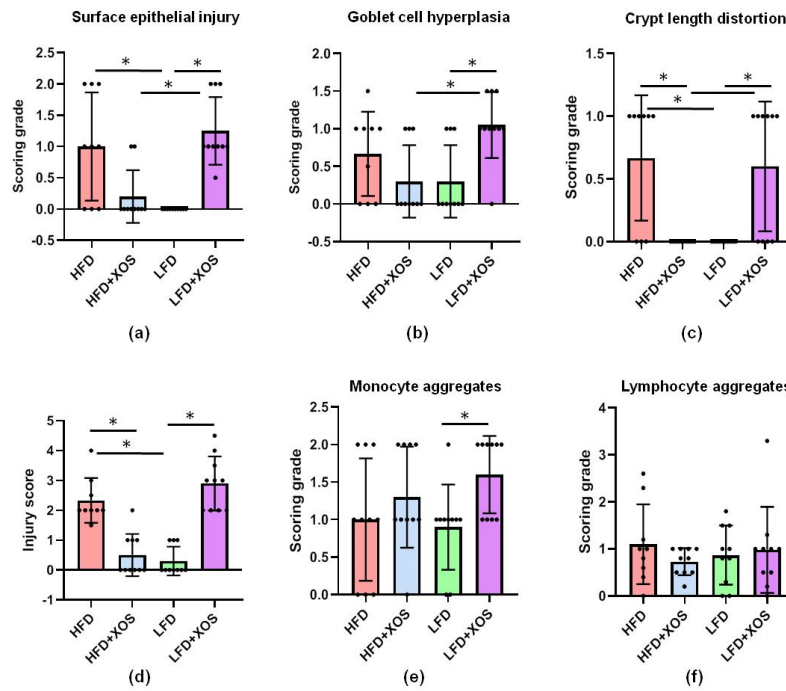 Surface epithelial injury
Goblet cell hyperplasia
Crypt length distortion
Scoring grade
2.5
2.0
1.5
1.0
0.5
0.0
-0.5
* * *
HFD
HFD+XOS
LFD
LFD+XOS
(a)
Scoring grade
2.0
1.5
1.0
0.5
0.0
-0.5
* *
HFD
HFD+XOS
LFD
LFD+XOS
(b)
Scoring grade
1.0
0.5
0.0
* * *
*
HFD
HFD+XOS
LFD
LFD+XOS
(c)
Monocyte aggregates
Lymphocyte aggregates
Injury score
5
4
3
2
1
0
-1
* * *
HFD
HFD+XOS
LFD
LFD+XOS
(d)
Scoring grade
2.5
2.0
1.5
1.0
0.5
0.0
*
HFD
HFD+XOS
LFD
LFD+XOS
(e)
Scoring grade
4
3
2
1
0
HFD
HFD+XOS
LFD
LFD+XOS
(f)